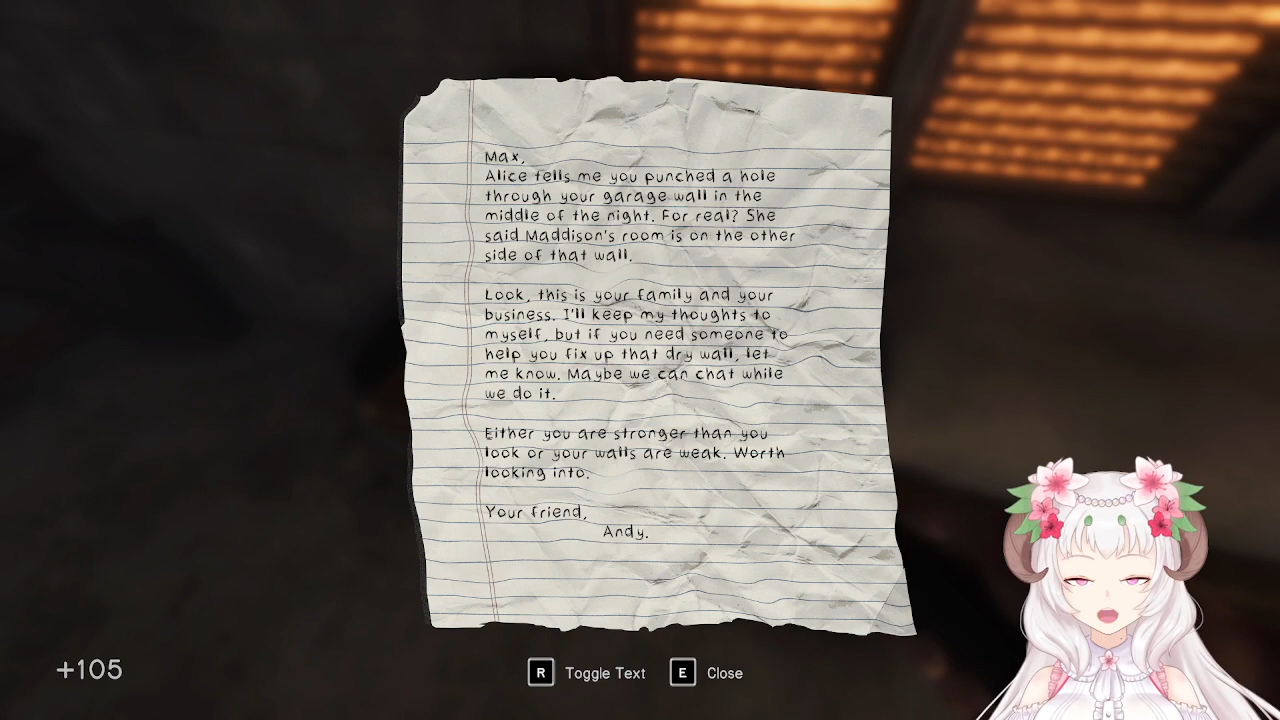 Max,
Alice tells me you punched a hole
through your garage wall in the
middle of the night. For real? She
said Maddison's room is on the other
side of that wall.
Look, this is your family and your
business. I'll keep my thoughts to
myself, but if you need someone to
help you fix up that dry wall, let
me know. Maybe we can chat while
we do it.
Either you are stronger than you
look or your walls are weak. Worth
looking into.
Your friend,
Andy.
+105
R Toggle Text E Close